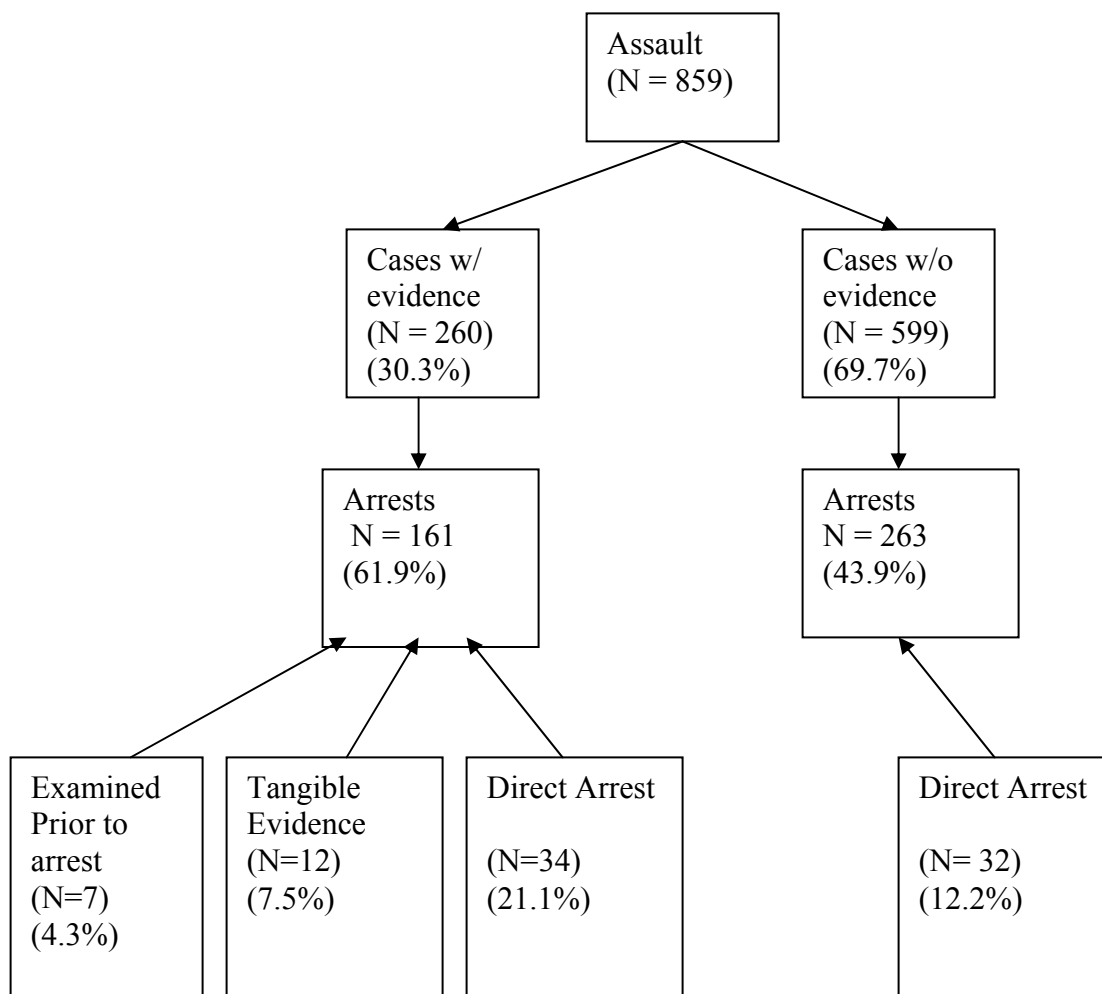 Assault
(N = 859)
Cases w/
evidence
(N = 260)
(30.3%)
Cases w/o
evidence
(N = 599)
(69.7%)
Arrests
N = 161
(61.9%)
Arrests
N = 263
(43.9%)
Examined
Prior to
arrest
(N=7)
(4.3%)
Tangible
Evidence
(N=12)
(7.5%)
Direct Arrest
(N=34)
(21.1%)
Direct Arrest
(N= 32)
(12.2%)